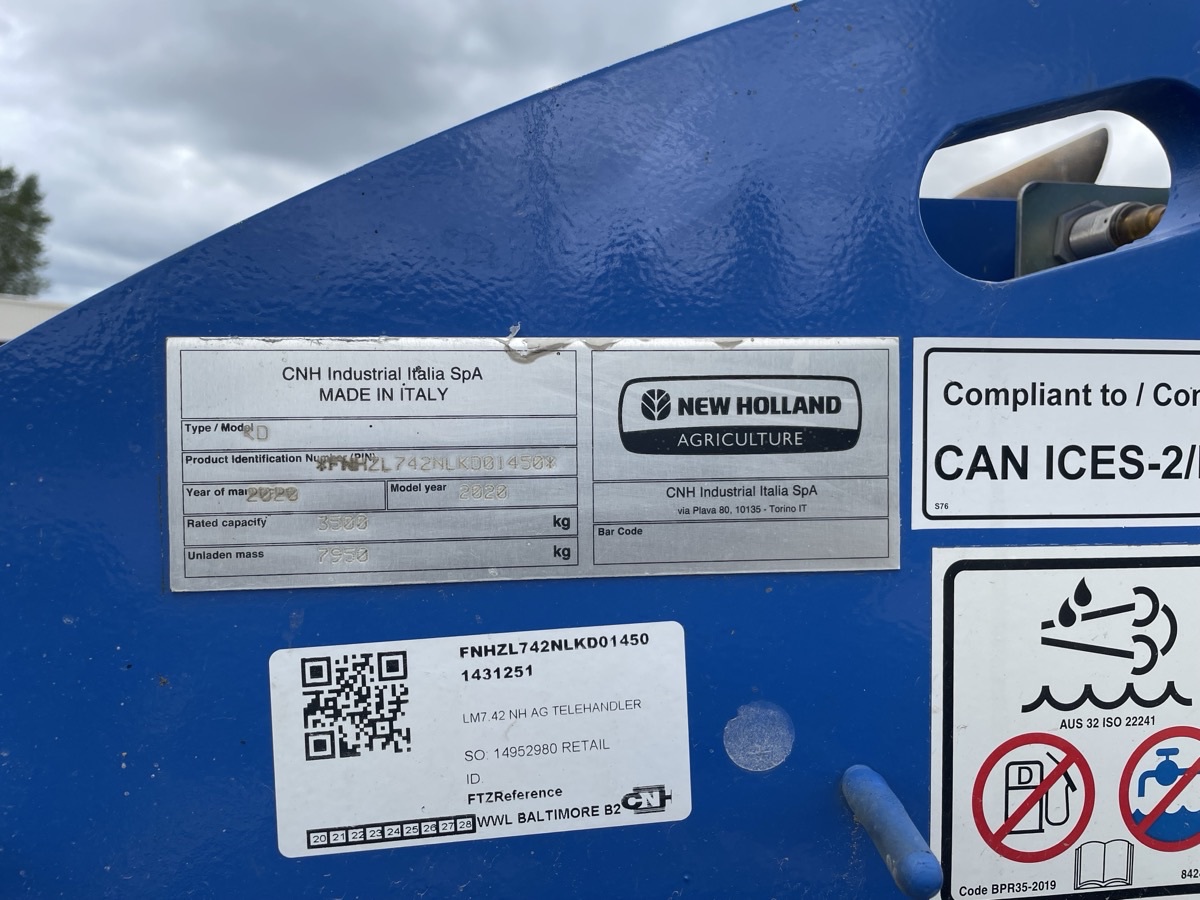 CNH Industrial Italia SpA
MADE IN ITALY
Type / Model
KD
Product Identification Number (PIN)
*FNHZL742NLKD01450*
Year of
2020
Model year
2020
Rated capacity
3500
kg
Unladen mass
7950
kg
NEW HOLLAND
AGRICULTURE
CNH Industrial Italia SpA
via Plava 80, 10135 - Torino IT
Bar Code
Compliant to /
CAN ICES-2/
S76
FNHZL742NLKD01450
1431251
LM7.42 NH AG TELEHANDLER
SO: 14952980 RETAIL
ID.
FTZReference
20 21 22 23 24 25 26 27 28
WWL BALTIMORE B2
CNH
AUS 32 ISO 22241
D
Code BPR35-2019